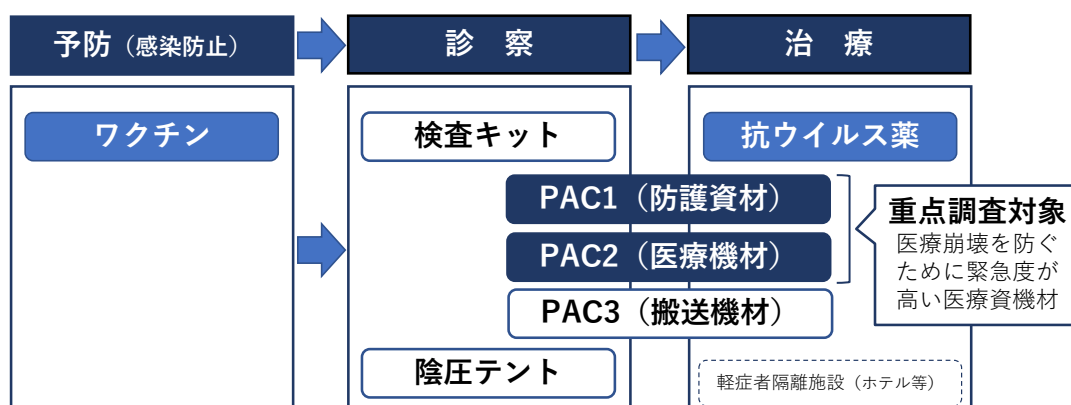 予防（感染防止）
診　察
治　療
ワクチン
検査キット
抗ウイルス薬
PAC1（防護資材）
PAC2（医療機材）
PAC3（搬送機材）
陰圧テント
軽症者隔離施設（ホテル等）
重点調査対象
医療崩壊を防ぐ
ために緊急度が
高い医療資機材